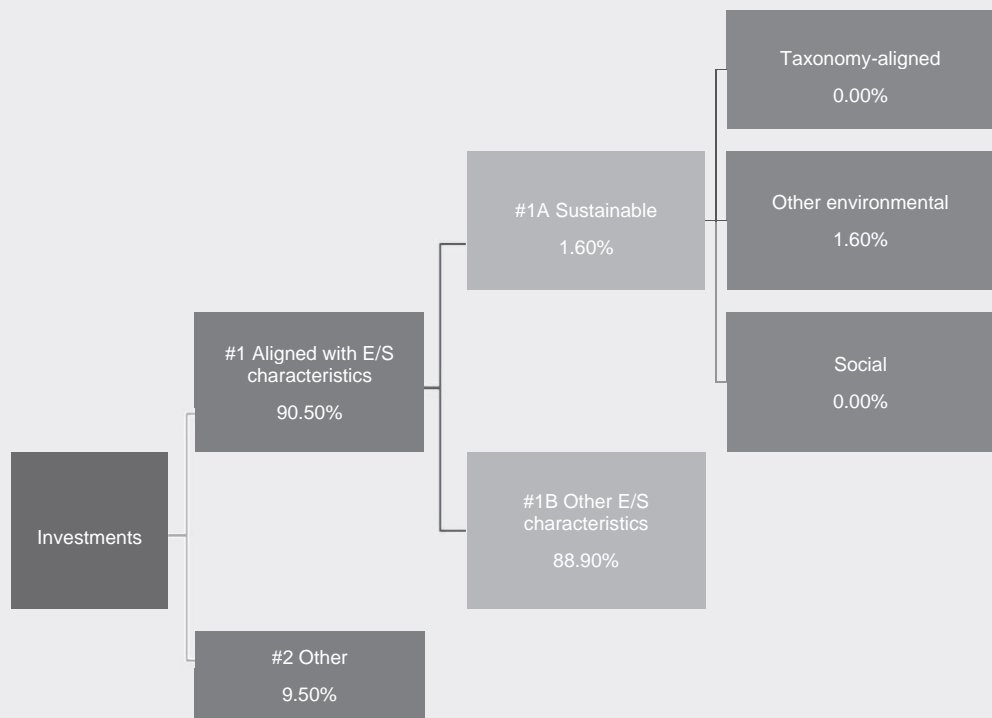 Taxonomy-aligned
0.00%
#1A Sustainable
1.60%
Other environmental
1.60%
#1 Aligned with E/S
characteristics
90.50%
Social
0.00%
Investments
#1B Other E/S
characteristics
88.90%
#2 Other
9.50%